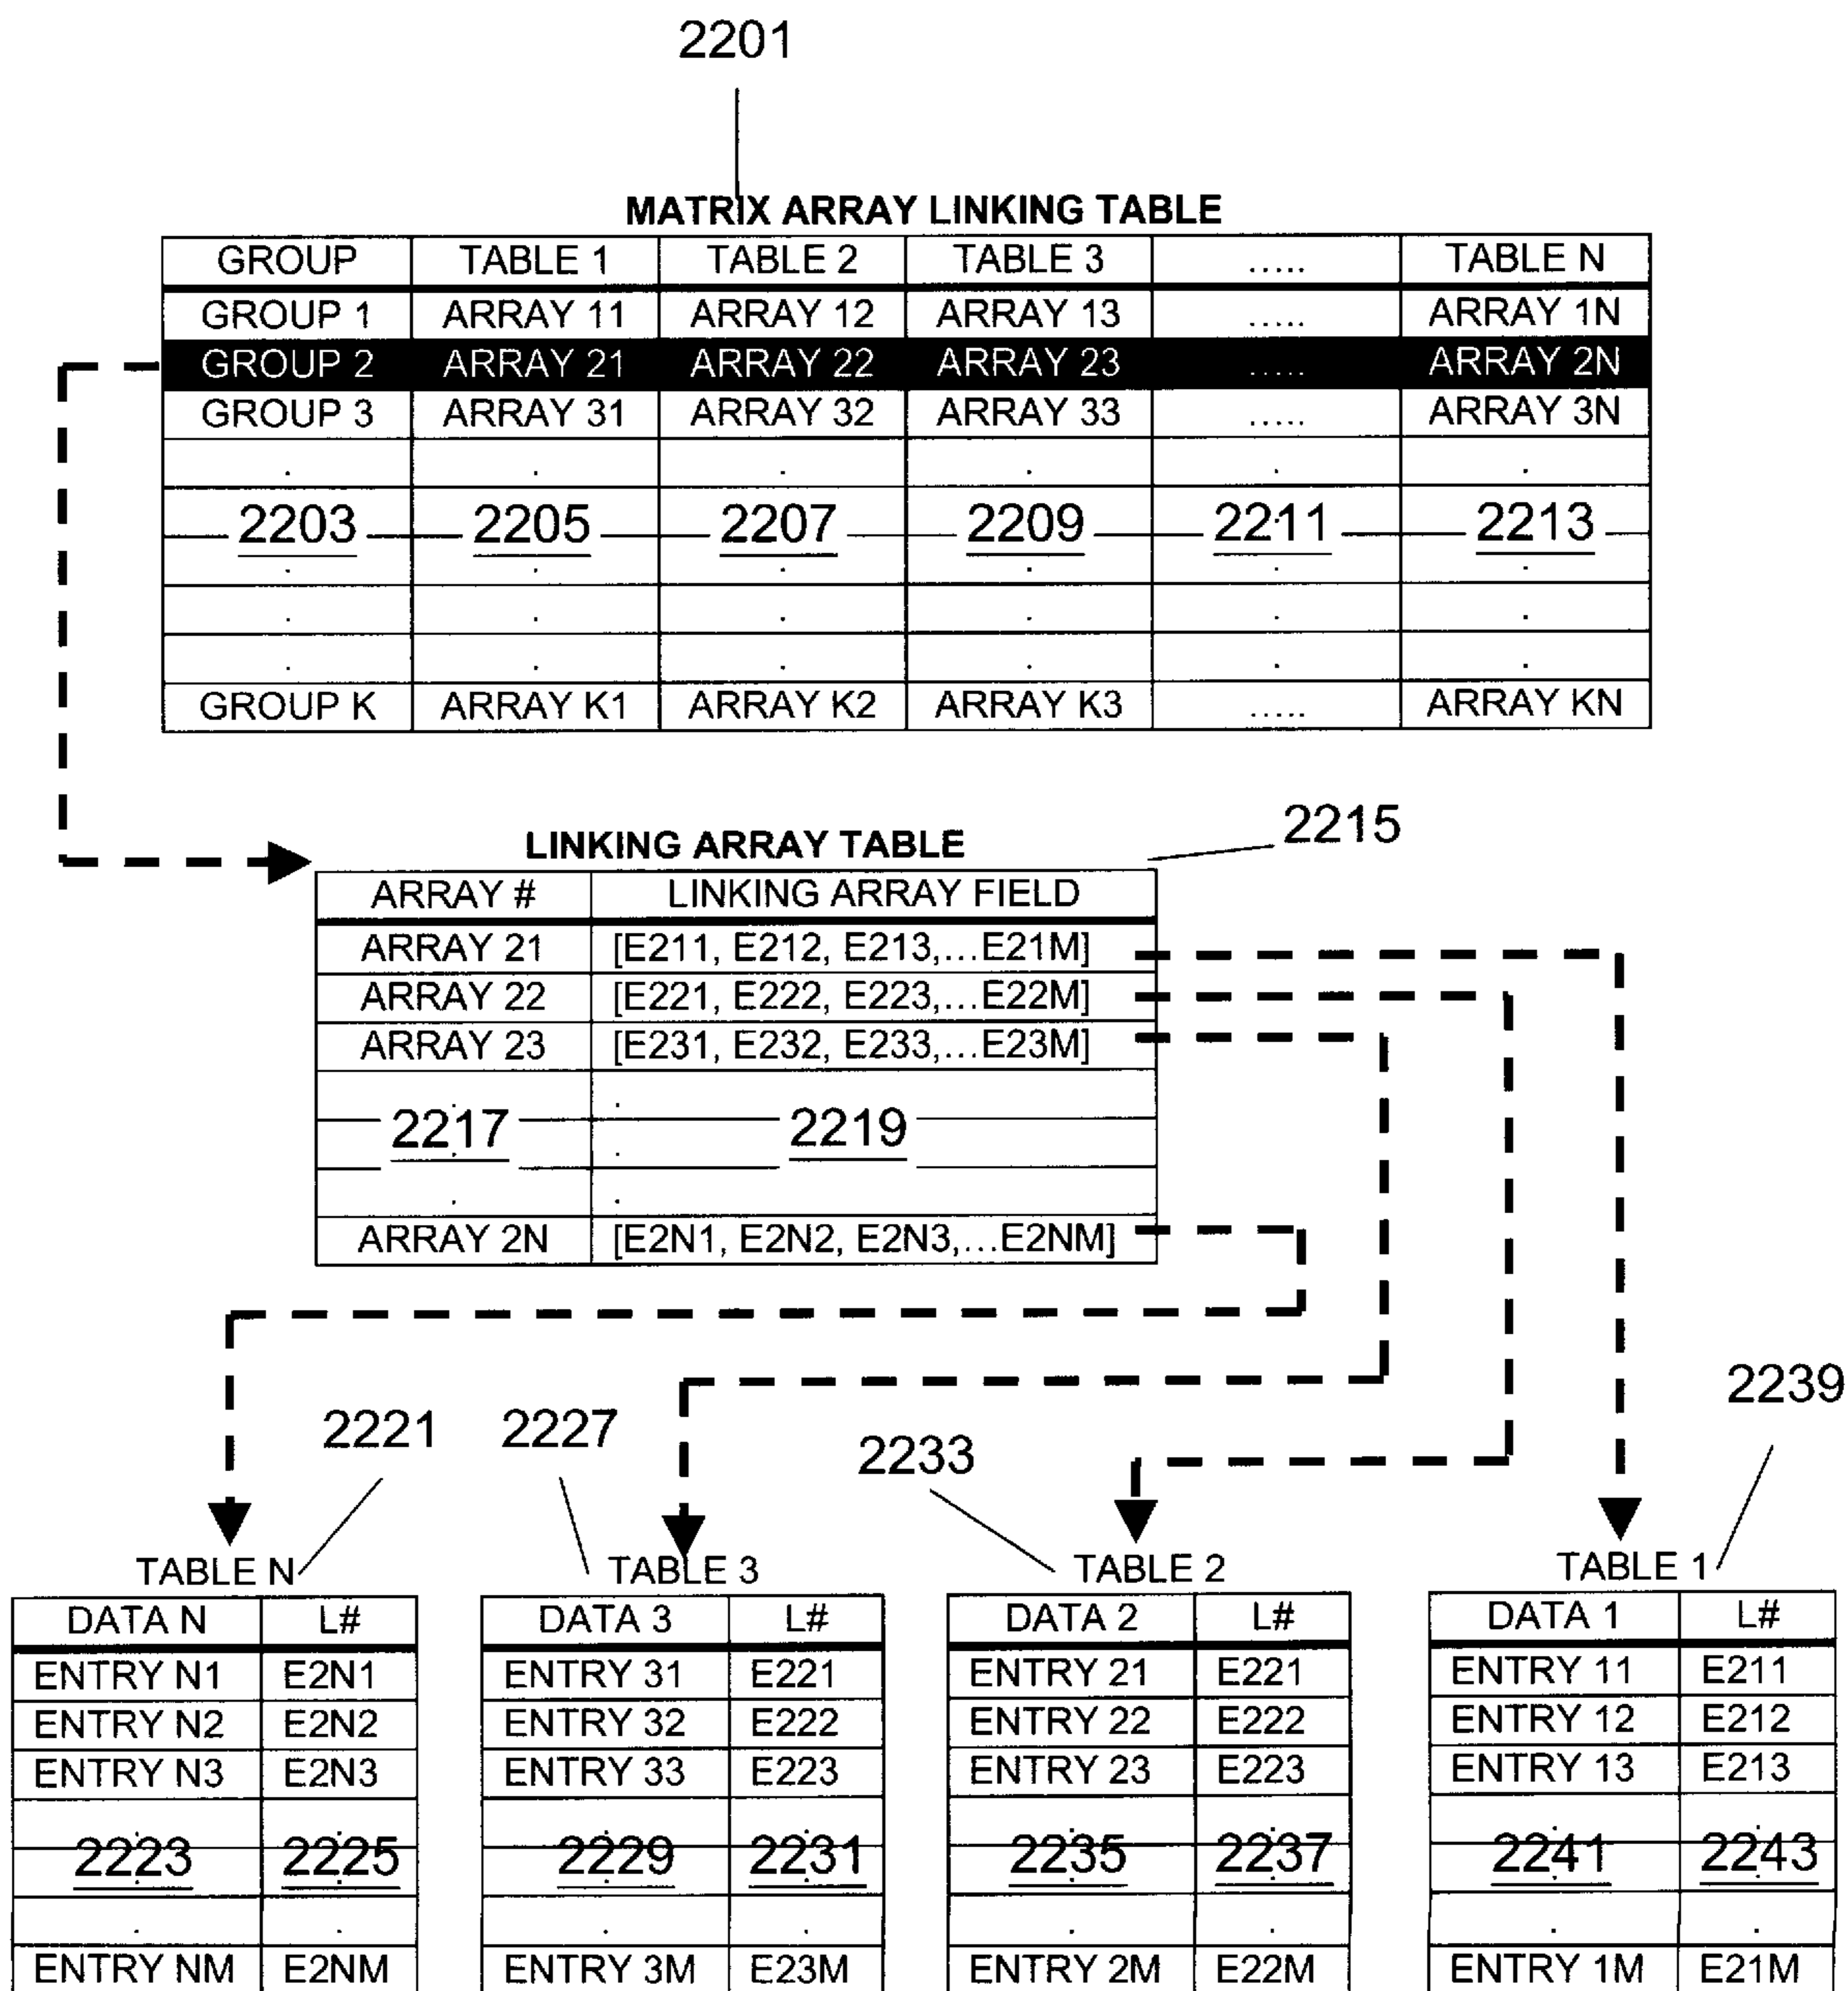 2201
MATRIX ARRAY LINKING TABLE
GROUP TABLE 1 TABLE 2 TABLE 3 ..... TABLE N
GROUP 1 ARRAY 11 ARRAY 12 ARRAY 13 ..... ARRAY 1N
GROUP 2 ARRAY 21 ARRAY 22 ARRAY 23 ..... ARRAY 2N
GROUP 3 ARRAY 31 ARRAY 32 ARRAY 33 ..... ARRAY 3N
. . . . . .
2203 2205 2207 2209 2211 2213
. . . . . .
. . . . . .
. . . . . .
GROUP K ARRAY K1 ARRAY K2 ARRAY K3 ..... ARRAY KN
2215
LINKING ARRAY TABLE
ARRAY # LINKING ARRAY FIELD
ARRAY 21 [E211, E212, E213,...E21M]
ARRAY 22 [E221, E222, E223,...E22M]
ARRAY 23 [E231, E232, E233,...E23M]
. .
2217 2219
. .
ARRAY 2N [E2N1, E2N2, E2N3,...E2NM]
2221 2227 2233 2239
TABLE N TABLE 3 TABLE 2 TABLE 1
DATA N L# DATA 3 L# DATA 2 L# DATA 1 L#
ENTRY N1 E2N1 ENTRY 31 E221 ENTRY 21 E221 ENTRY 11 E211
ENTRY N2 E2N2 ENTRY 32 E222 ENTRY 22 E222 ENTRY 12 E212
ENTRY N3 E2N3 ENTRY 33 E223 ENTRY 23 E223 ENTRY 13 E213
2223 2225 2229 2231 2235 2237 2241 2243
. . . . . . . .
ENTRY NM E2NM ENTRY 3M E23M ENTRY 2M E22M ENTRY 1M E21M